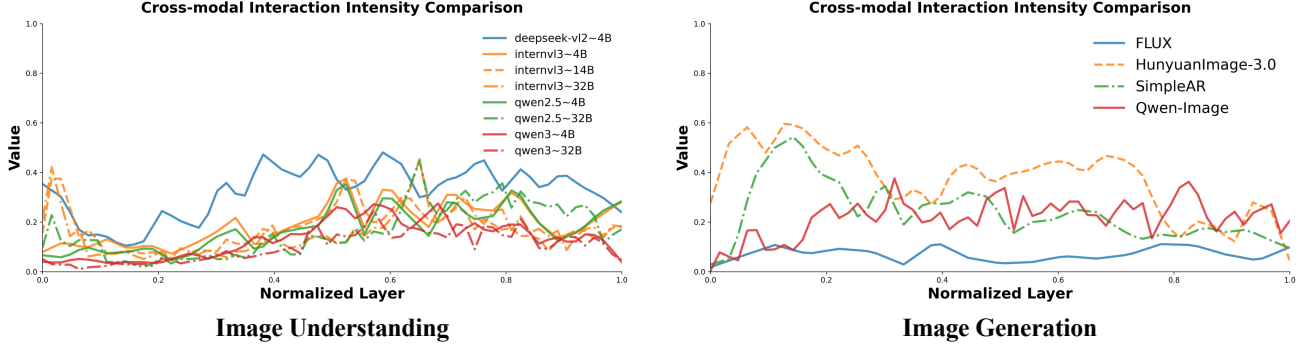 Cross-modal Interaction Intensity Comparison
1.0
0.8
0.6
0.4
0.2
0.0
Value
0.0
0.2
0.4
0.6
0.8
1.0
Normalized Layer
deepseek-vl2~4B
internvl3~4B
internvl3~14B
internvl3~32B
qwen2.5~4B
qwen2.5~32B
qwen3~4B
qwen3~32B
Image Understanding
Cross-modal Interaction Intensity Comparison
1.0
0.8
0.6
0.4
0.2
0.0
Value
0.0
0.2
0.4
0.6
0.8
1.0
Normalized Layer
FLUX
HunyuanImage-3.0
SimpleAR
Qwen-Image
Image Generation